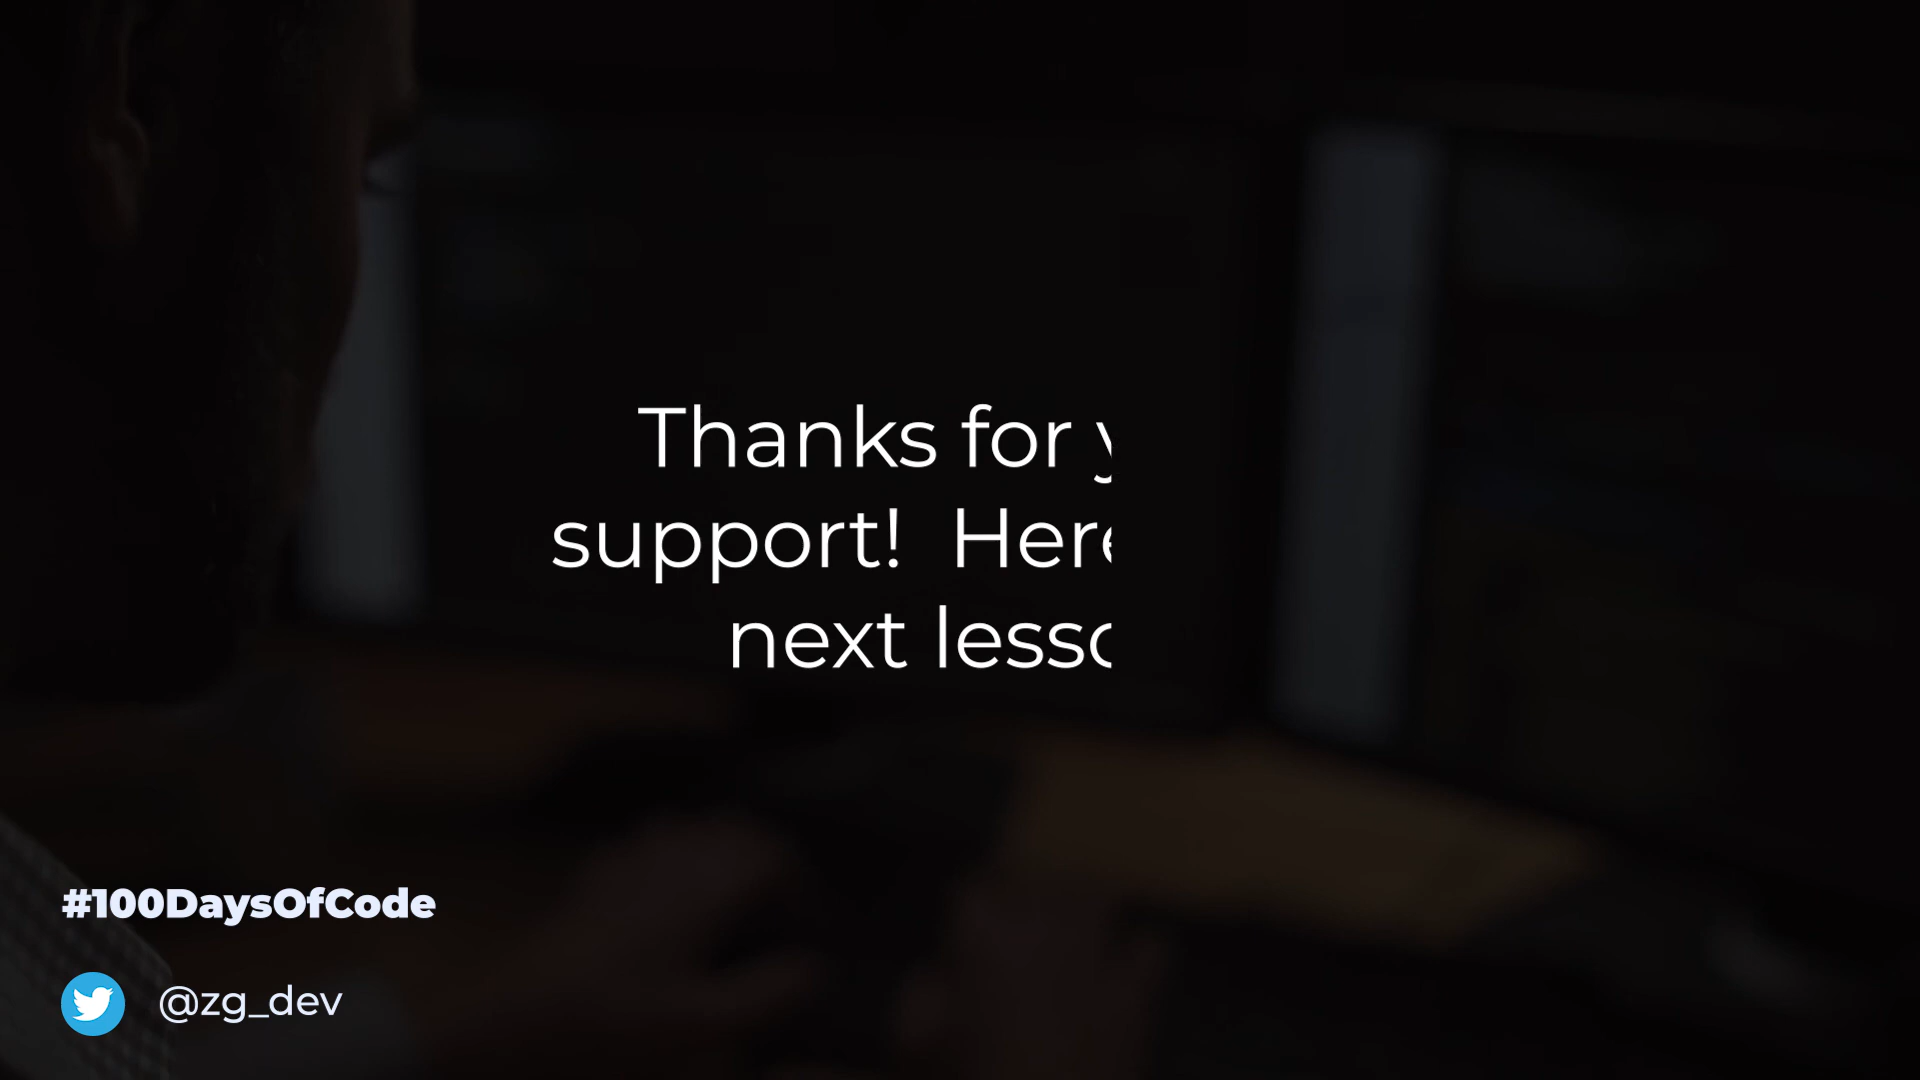 Thanks for
support! Her
next less
#100DaysOfCode
@zg_dev